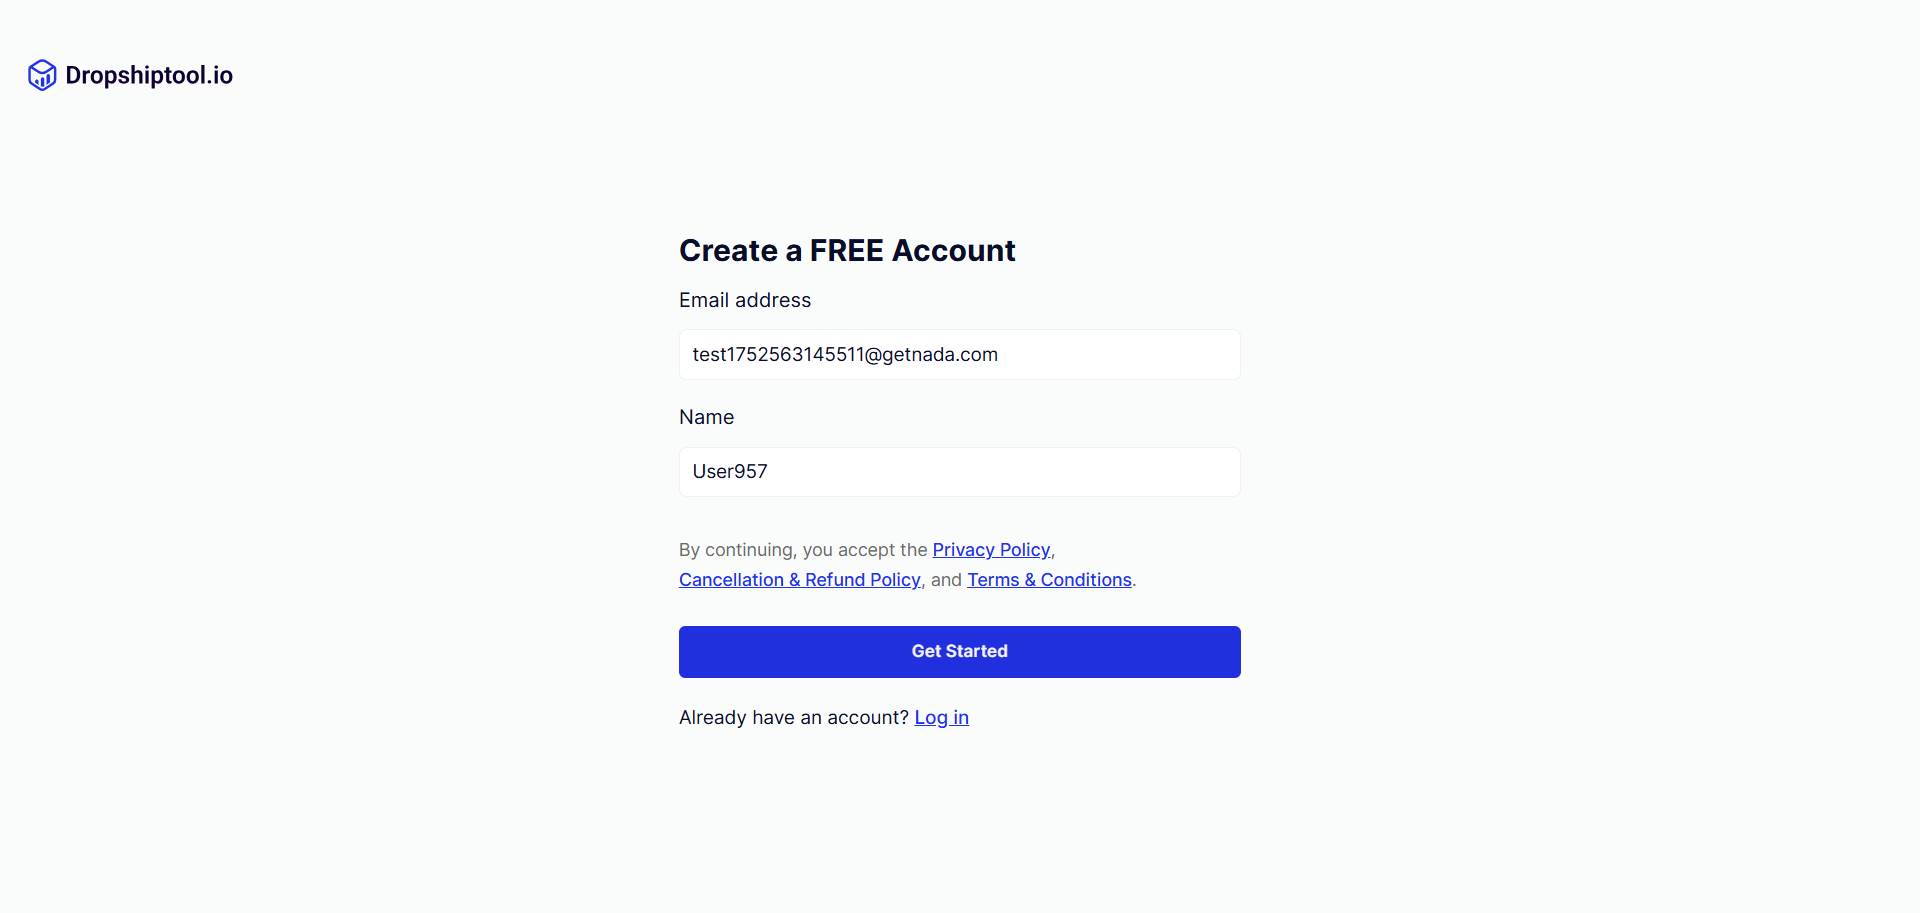 Dropshiptool.io
Create a FREE Account
Email address
test1752563145511@getnada.com
Name
User957
By continuing, you accept the Privacy Policy,
Cancellation & Refund Policy, and Terms & Conditions.
Get Started
Already have an account? Log in